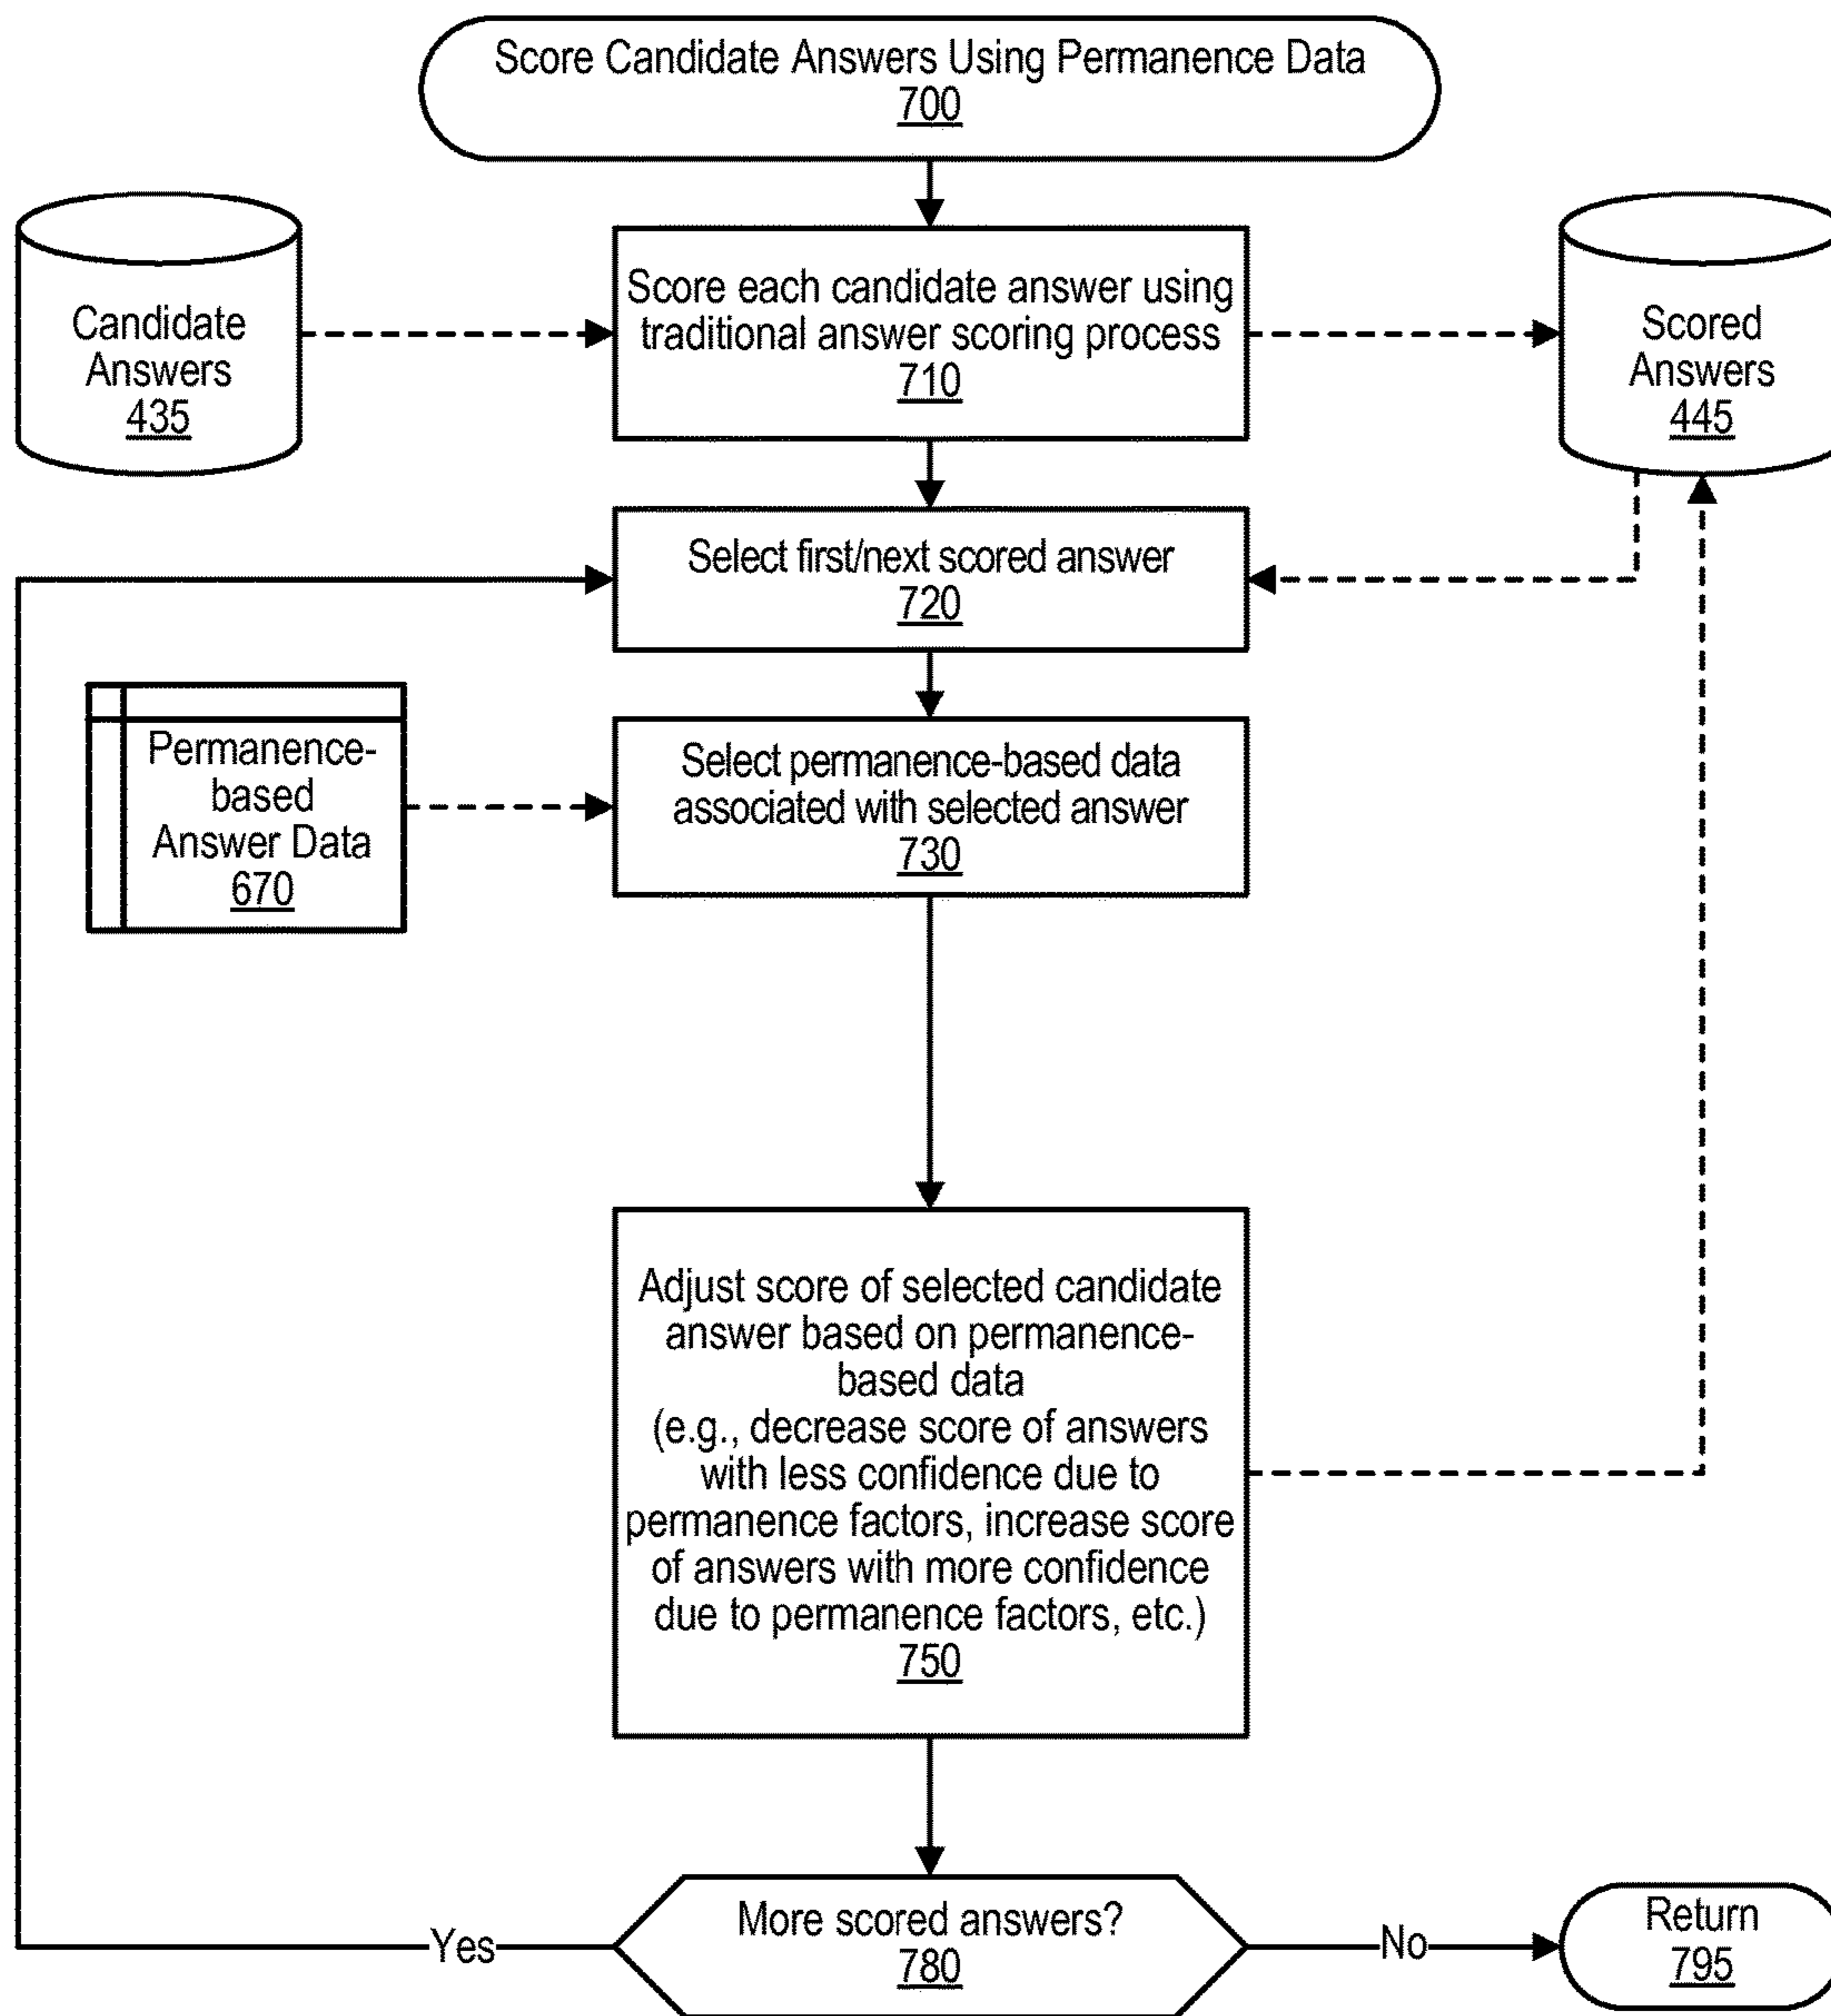 Score Candidate Answers Using Permanence Data
700
Candidate
Answers
435
Score each candidate answer using
traditional answer scoring process
710
Scored
Answers
445
Select first/next scored answer
720
Permanence-
based
Answer Data
670
Select permanence-based data
associated with selected answer
730
Adjust score of selected candidate
answer based on permanence-
based data
(e.g., decrease score of answers
with less confidence due to
permanence factors, increase score
of answers with more confidence
due to permanence factors, etc.)
750
Yes
More scored answers?
780
No
Return
795